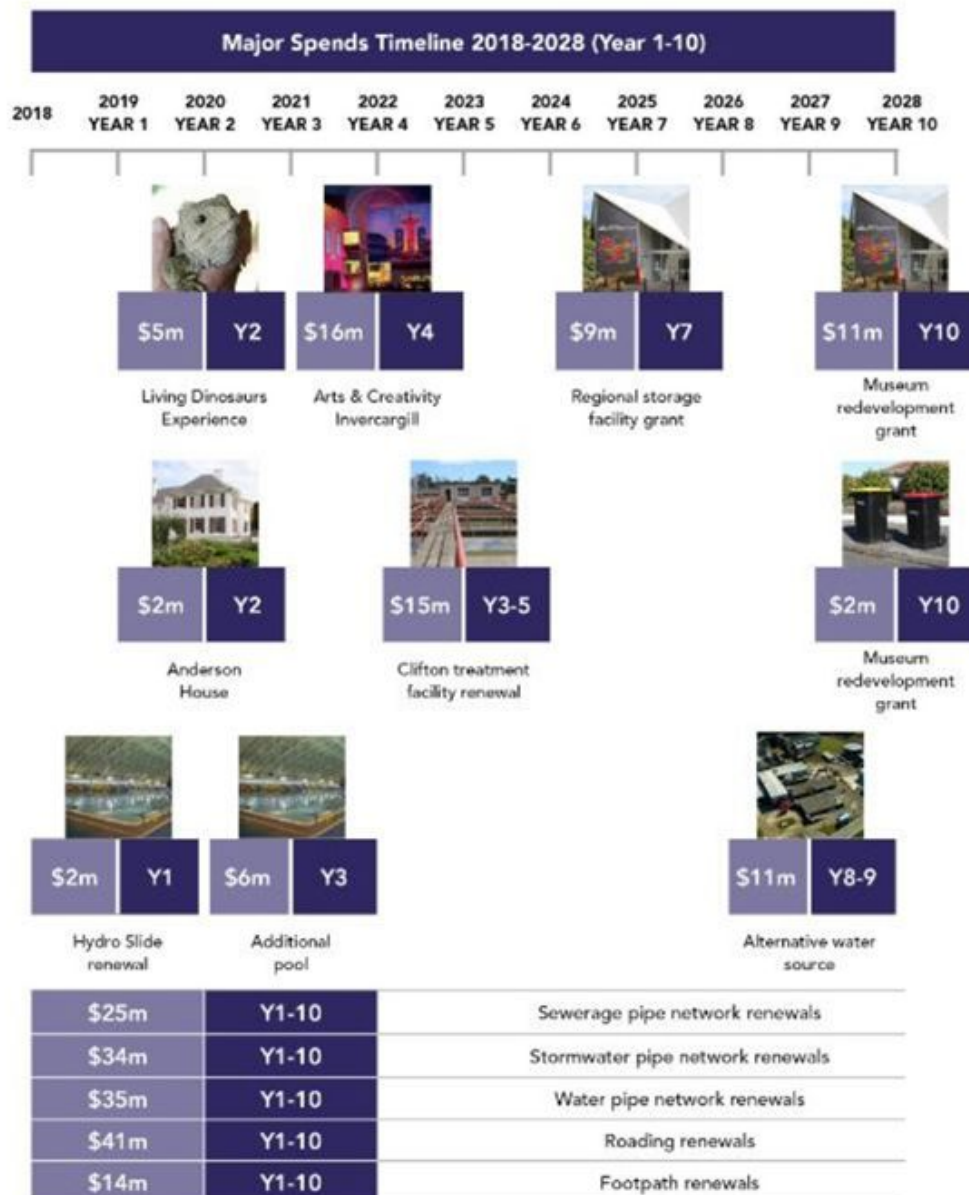 Major Spends Timeline 2018-2028 (Year 1-10)
2018
2019
YEAR 1
2020
YEAR 2
2021
YEAR 3
2022
YEAR 4
2023
YEAR 5
2024
YEAR 6
2025
YEAR 7
2026
YEAR 8
2027
YEAR 9
2028
YEAR 10
$5m Y2
Living Dinosaurs
Experience
$16m Y4
Arts & Creativity
Invercargill
$9m Y7
Regional storage
facility grant
$11m Y10
Museum
redevelopment
grant
$2m Y2
Anderson
House
$15m Y3-5
Clifton treatment
facility renewal
$2m Y10
Museum
redevelopment
grant
$2m Y1
Hydro Slide
renewal
$6m Y3
Additional
pool
$11m Y8-9
Alternative water
source
$25m Y1-10 Sewerage pipe network renewals
$34m Y1-10 Stormwater pipe network renewals
$35m Y1-10 Water pipe network renewals
$41m Y1-10 Roading renewals
$14m Y1-10 Footpath renewals